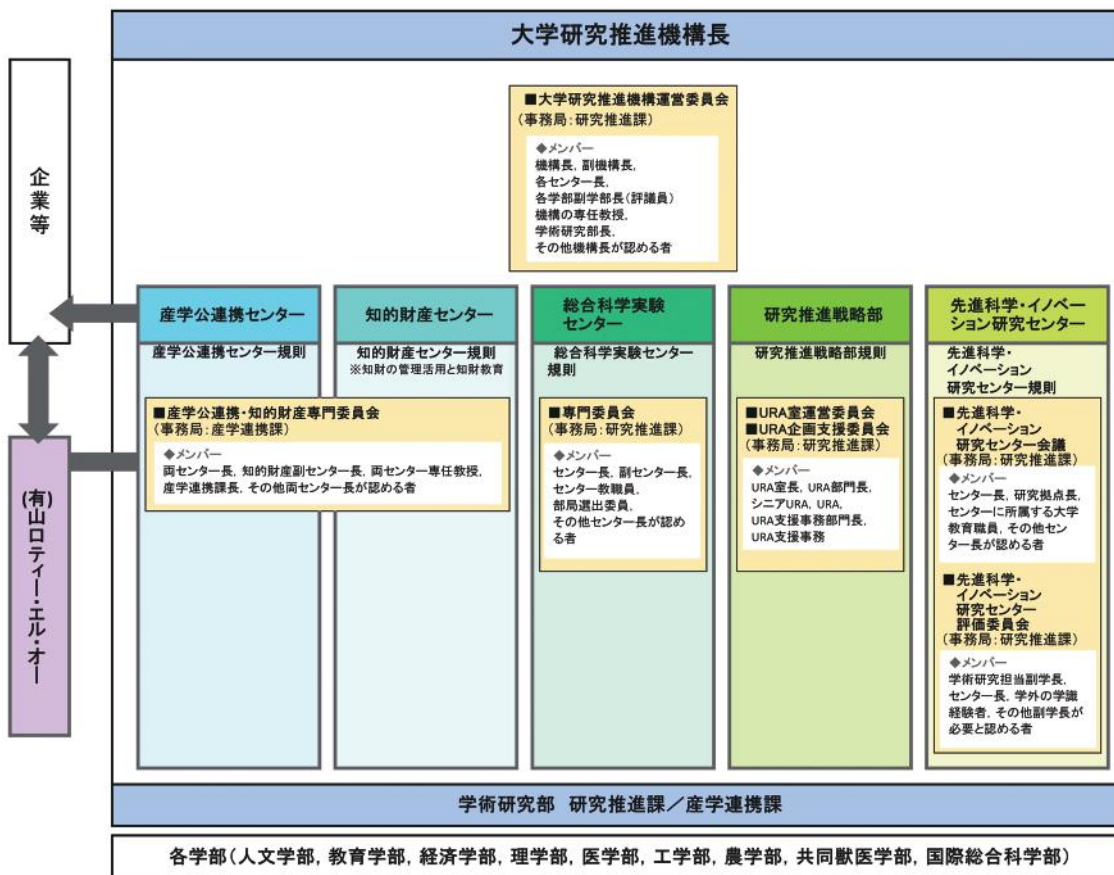 大学研究推進機構長
企業等
■大学研究推進機構運営委員会
(事務局:研究推進課)
◆メンバー
機構長, 副機構長,
各センター長,
各学部副学部長(評議員)
機構の専任教授,
学術研究部長,
その他機構長が認める者
産学公連携センター
産学公連携センター規則
知的財産センター
知的財産センター規則
※知財の管理活用と知財教育
■産学公連携・知的財産専門委員会
(事務局:産学連携課)
◆メンバー
両センター長, 知的財産副センター長, 両センター専任教授,
産学連携課長, その他両センター長が認める者
総合科学実験
センター
総合科学実験センター
規則
■専門委員会
(事務局:研究推進課)
◆メンバー
センター長, 副センター長,
センター教職員,
部局選出委員,
その他センター長が認め
る者
研究推進戦略部
研究推進戦略部規則
■URA室運営委員会
■URA企画支援委員会
(事務局:研究推進課)
◆メンバー
URA室長, URA部門長,
シニアURA, URA,
URA支援事務部門長,
URA支援事務
先進科学・イノベー
ション研究センター
先進科学・
イノベーション
研究センター規則
■先進科学・
イノベーション
研究センター会議
(事務局:研究推進課)
◆メンバー
センター長, 研究拠点長,
センターに所属する大学
教育職員, その他セン
ター長が認める者
■先進科学・
イノベーション
研究センター
評価委員会
(事務局:研究推進課)
◆メンバー
学術研究担当副学長,
センター長, 学外の学識
経験者, その他副学長が
必要と認める者
(有)山口ティー・エル・オー
学術研究部 研究推進課/産学連携課
各学部(人文学部, 教育学部, 経済学部, 理学部, 医学部, 工学部, 農学部, 共同獣医学部, 国際総合科学部)